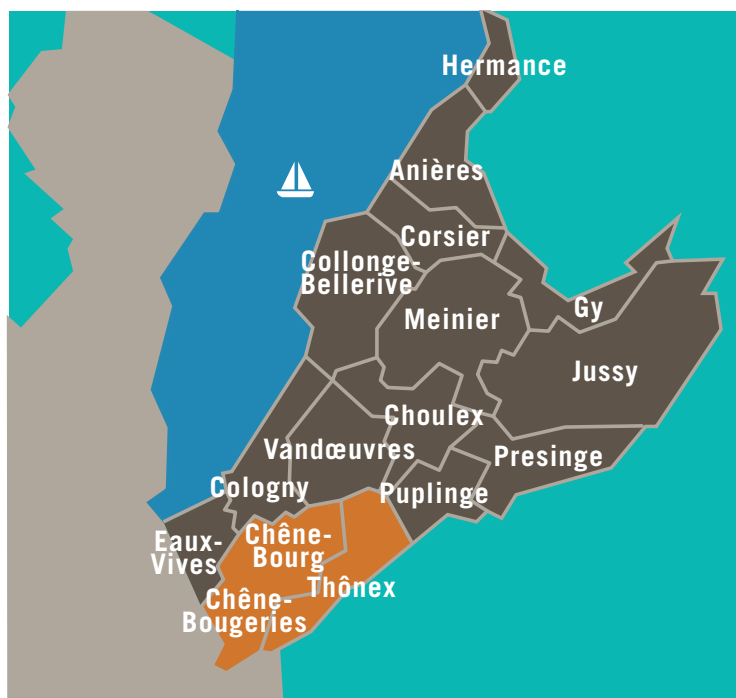 Hermance
Anières
Corsier
Collonge-
Bellerive
Gy
Meinier
Jussy
Choulex
Vandœuvres
Presinge
Cologny
Puplinge
Eaux-
Vives
Chêne-
Bourg
Thônex
Chêne-
Bougeries